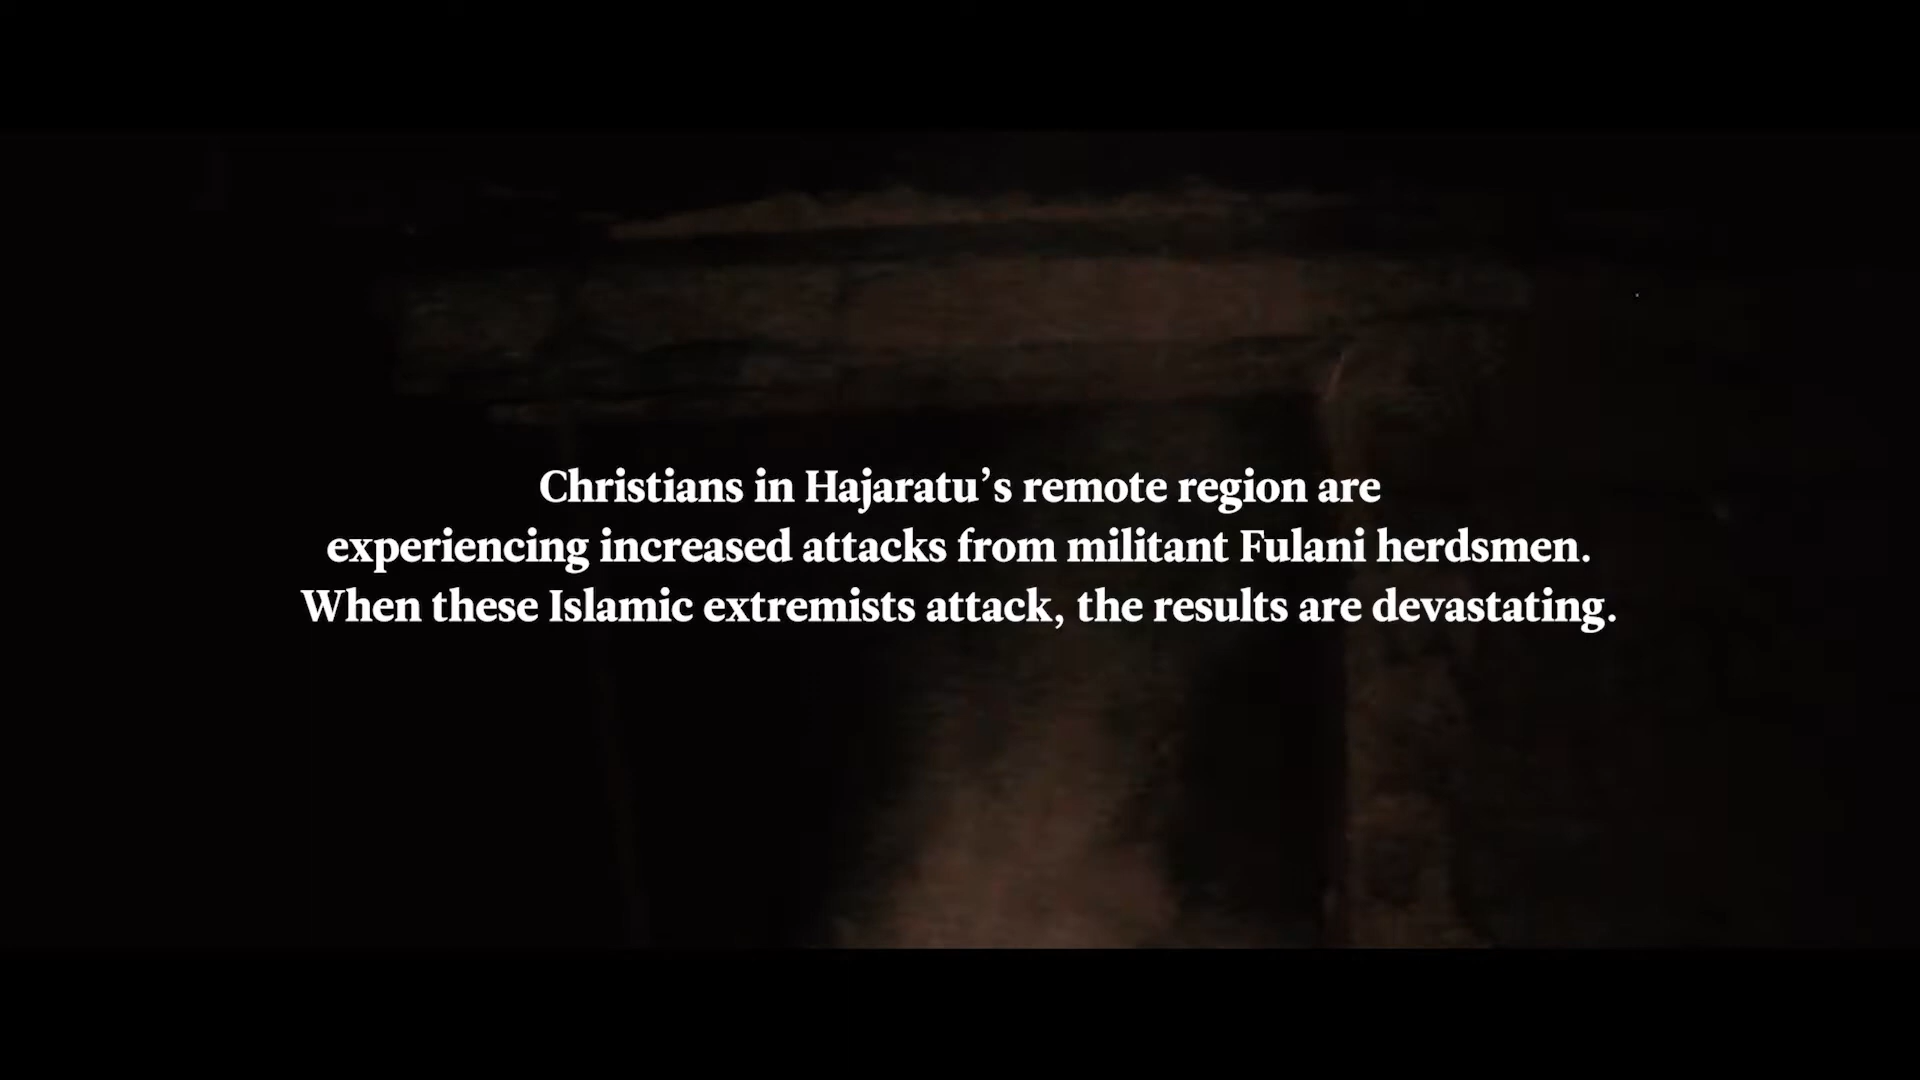 Christians in Hajaratu’s remote region are
experiencing increased attacks from militant Fulani herdsmen.
When these Islamic extremists attack, the results are devastating.